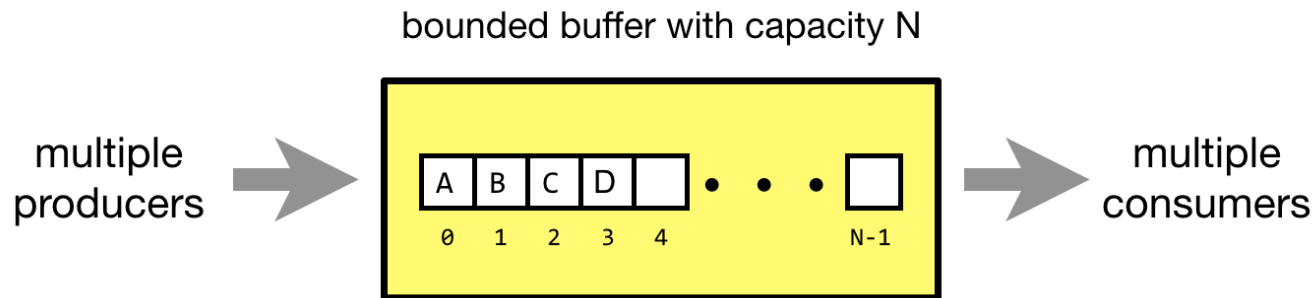 bounded buffer with capacity N
multiple
producers
A B C D
0 1 2 3 4 N-1
multiple
consumers